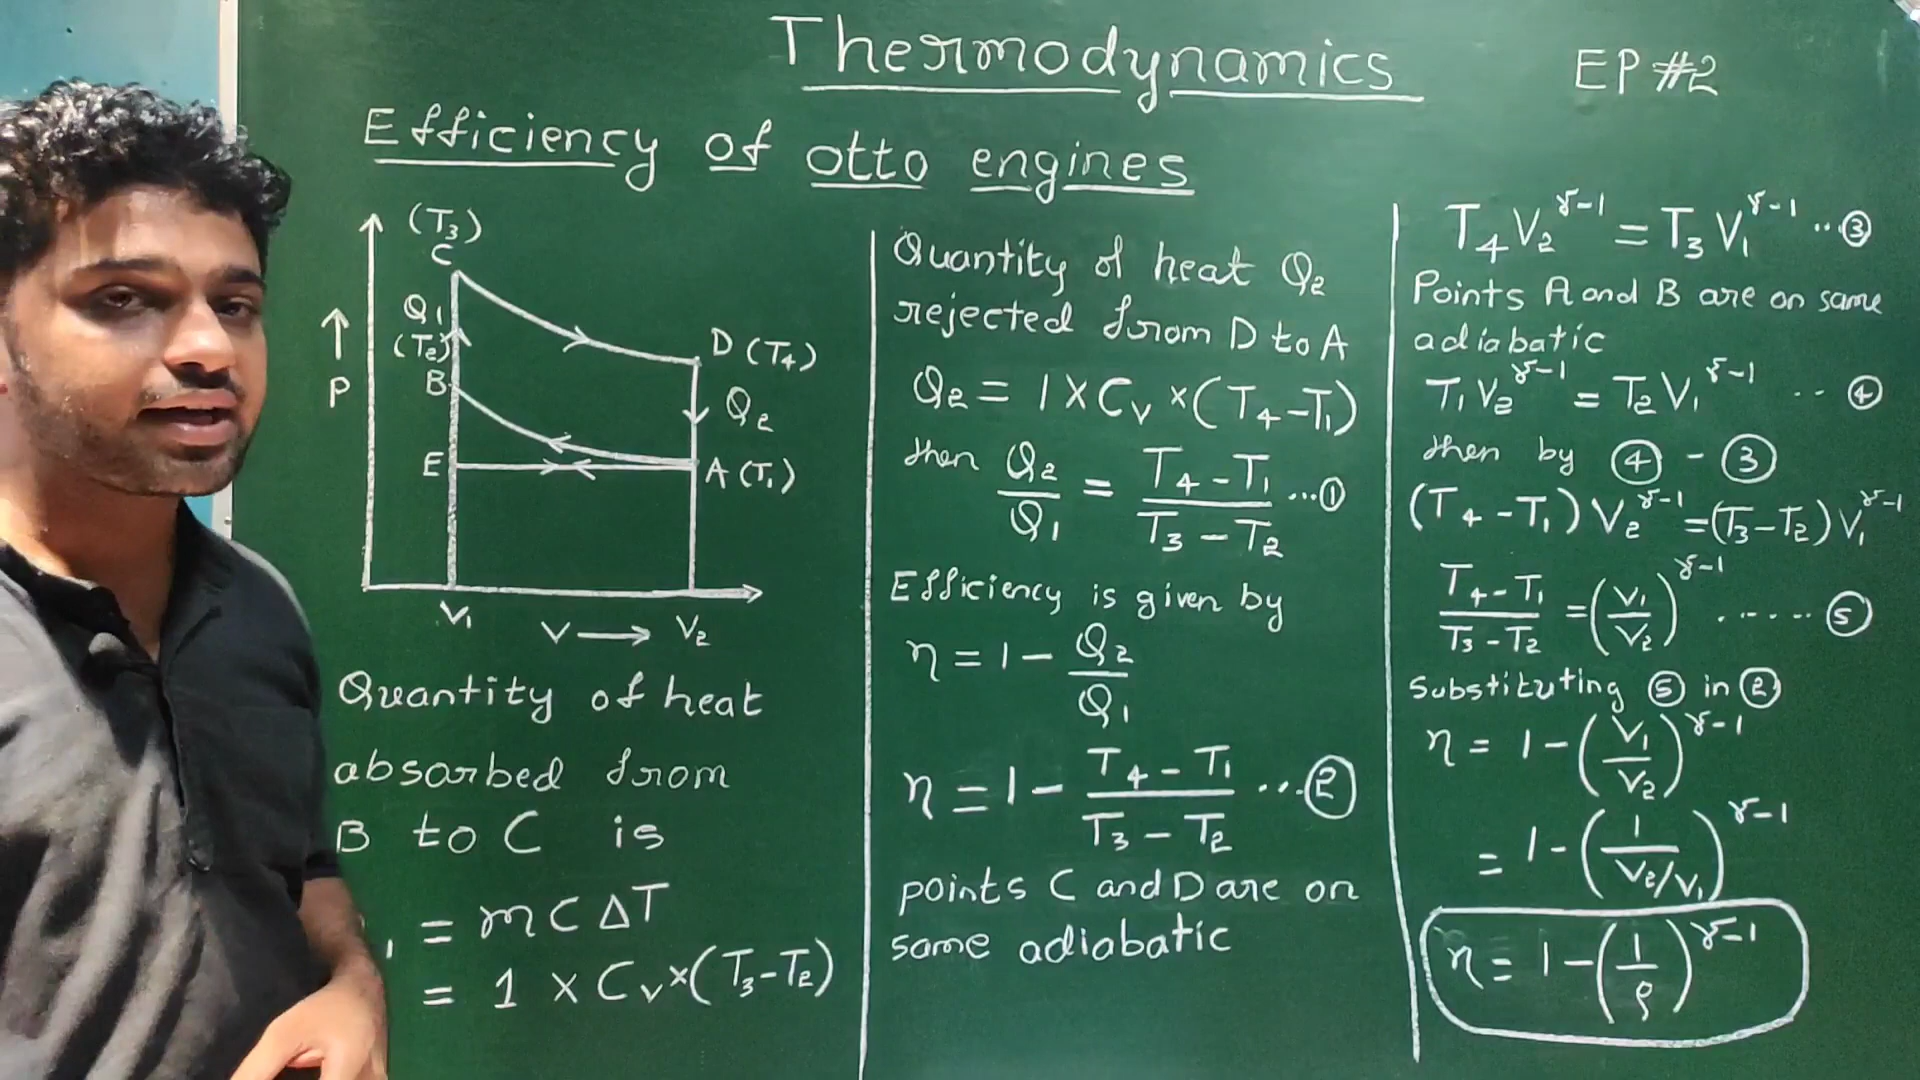 Thermodynamics
EP #2
Efficiency of otto engines
(T₃)
C
Q₁
(T₂)
B
P
E
D (T₄)
Q₂
A (T₁)
V₁
V ⟶
V₂
Quantity of heat
absorbed from
B to C is
₁ = m C ΔT
= 1 × Cᵥ × (T₃ - T₂)
Quantity of heat Q₂
rejected from D to A
Q₂ = 1 × Cᵥ × (T₄ - T₁)
then Q₂/Q₁ = (T₄ - T₁)/(T₃ - T₂) ...①
Efficiency is given by
η = 1 - Q₂/Q₁
η = 1 - (T₄ - T₁)/(T₃ - T₂) ...②
points C and D are on
same adiabatic
T₄ V₂^γ-1 = T₃ V₁^γ-1 ...③
Points A and B are on same
adiabatic
T₁ V₂^γ-1 = T₂ V₁^γ-1 .. ④
then by ④ - ③
(T₄ - T₁) V₂^γ-1 = (T₃ - T₂) V₁^γ-1
(T₄ - T₁)/(T₃ - T₂) = (V₁/V₂)^γ-1 ...... ⑤
Substituting ⑤ in ②
η = 1 - (V₁/V₂)^γ-1
= 1 - (1/(V₂/V₁))^γ-1
η = 1 - (1/ρ)^γ-1